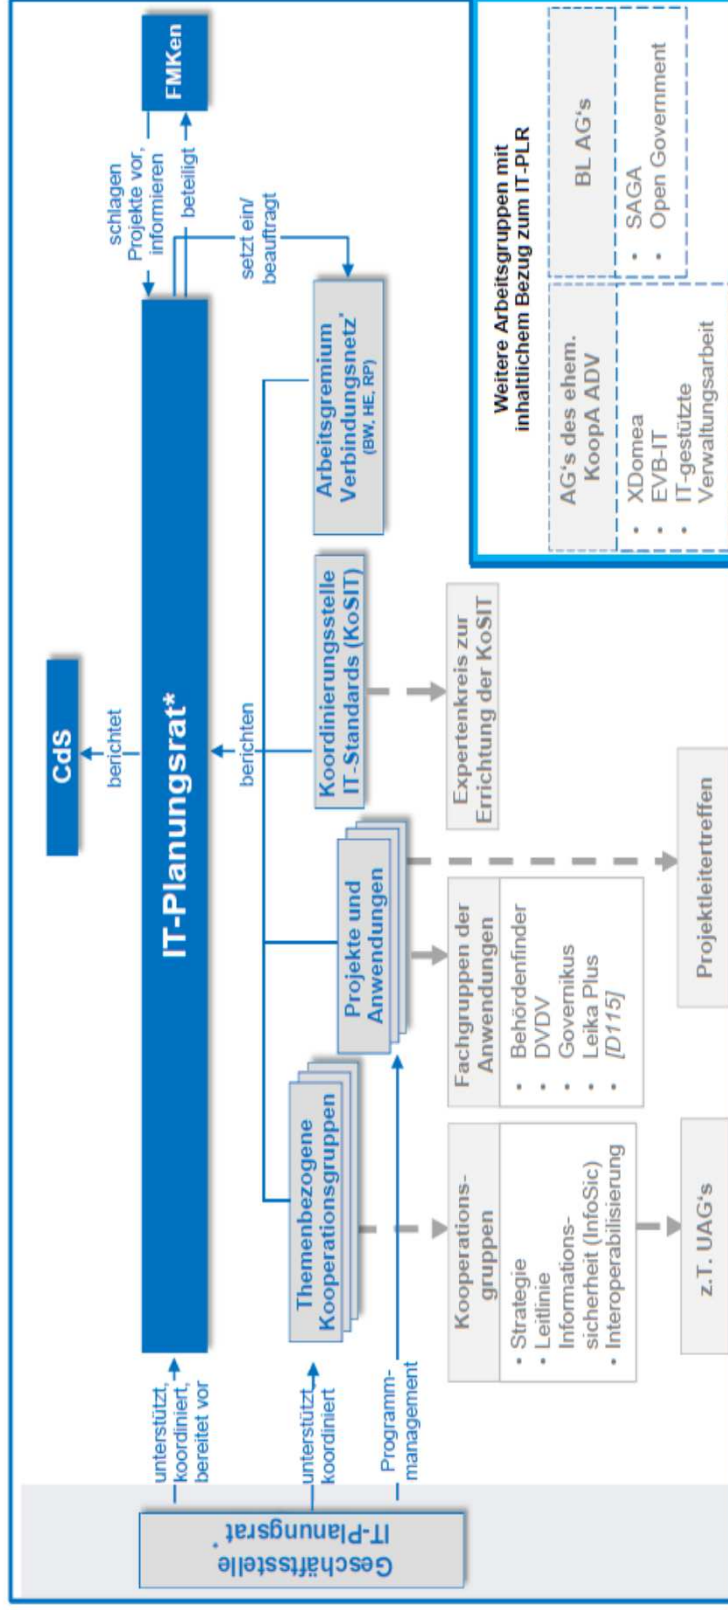 CdS
berichtet
IT-Planungsrat*
FMKen
schlagen
Projekte vor,
informieren
beteiligt
setzt ein/
beauftragt
berichten
unterstützt,
koordiniert,
bereitet vor
Geschäftsstelle
IT-Planungsrat*
unterstützt,
koordiniert
Programm-
management
Themenbezogene
Kooperationsgruppen
Projekte und
Anwendungen
Koordinierungsstelle
IT-Standards (KoSIT)
Arbeitsgremium
Verbindungsnetz*
(BW, HE, RP)
Kooperations-
gruppen
• Strategie
• Leitlinie
Informations-
sicherheit (InfoSic)
• Interoperabilisierung
z.T. UAG's
Fachgruppen der
Anwendungen
• Behördenfinder
• DVDV
• Governikus
• Leika Plus
• [D115]
Projektleitertreffen
Expertenkreis zur
Errichtung der KoSIT
Weitere Arbeitsgruppen mit
inhaltlichem Bezug zum IT-PLR
AG's des ehem.
KoopA ADV
• XDomea
• EVB-IT
• IT-gestützte
Verwaltungsarbeit
BL AG's
• SAGA
• Open Government